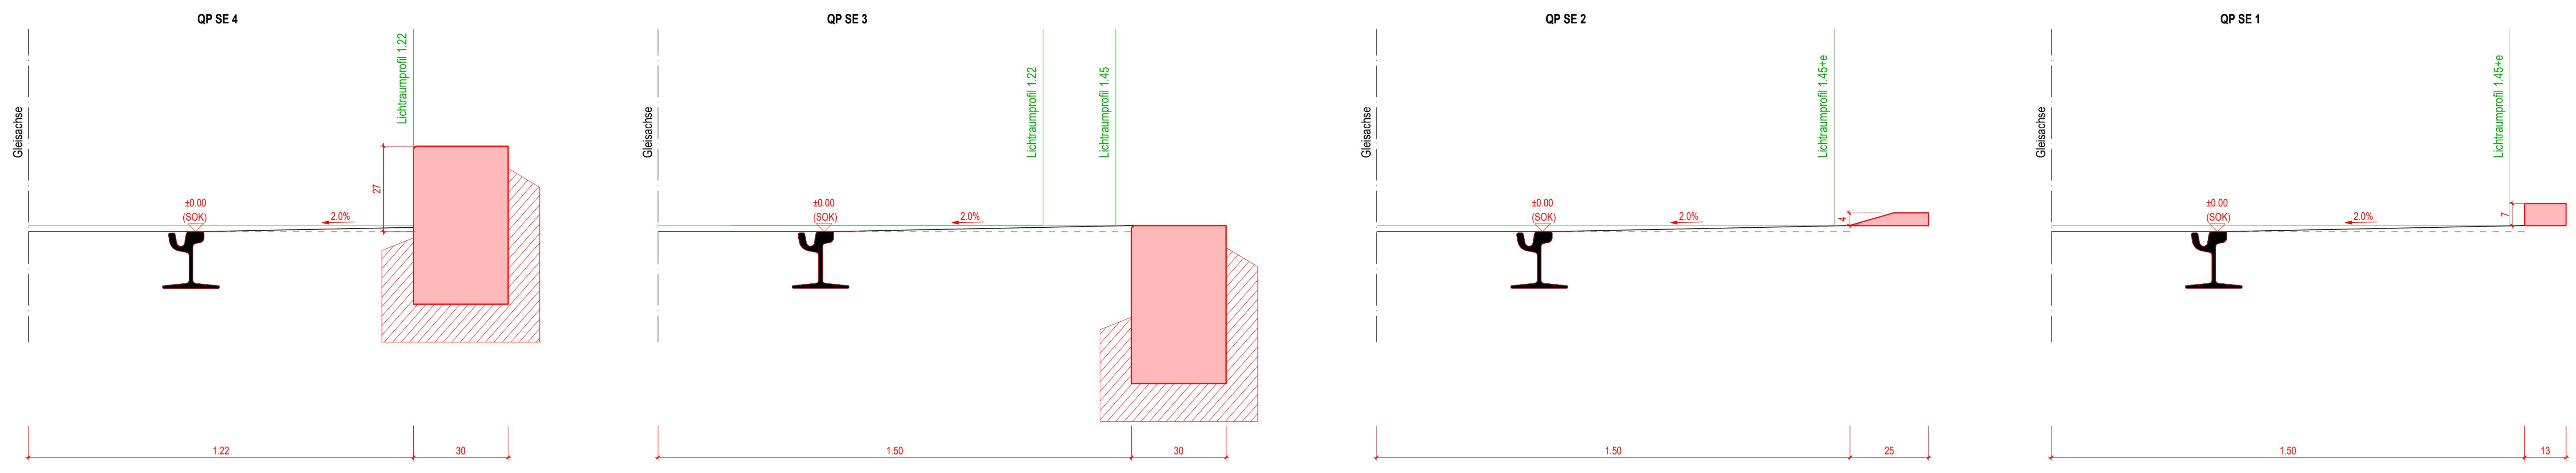 QP SE 4
Gleisachse
Lichtraumprofil 1.22
27
±0.00
(SOK)
2.0%
1.22
30
QP SE 3
Gleisachse
Lichtraumprofil 1.22
Lichtraumprofil 1.45
±0.00
(SOK)
2.0%
1.50
30
QP SE 2
Gleisachse
Lichtraumprofil 1.45+e
±0.00
(SOK)
2.0%
4
1.50
25
QP SE 1
Gleisachse
Lichtraumprofil 1.45+e
±0.00
(SOK)
2.0%
7
1.50
13